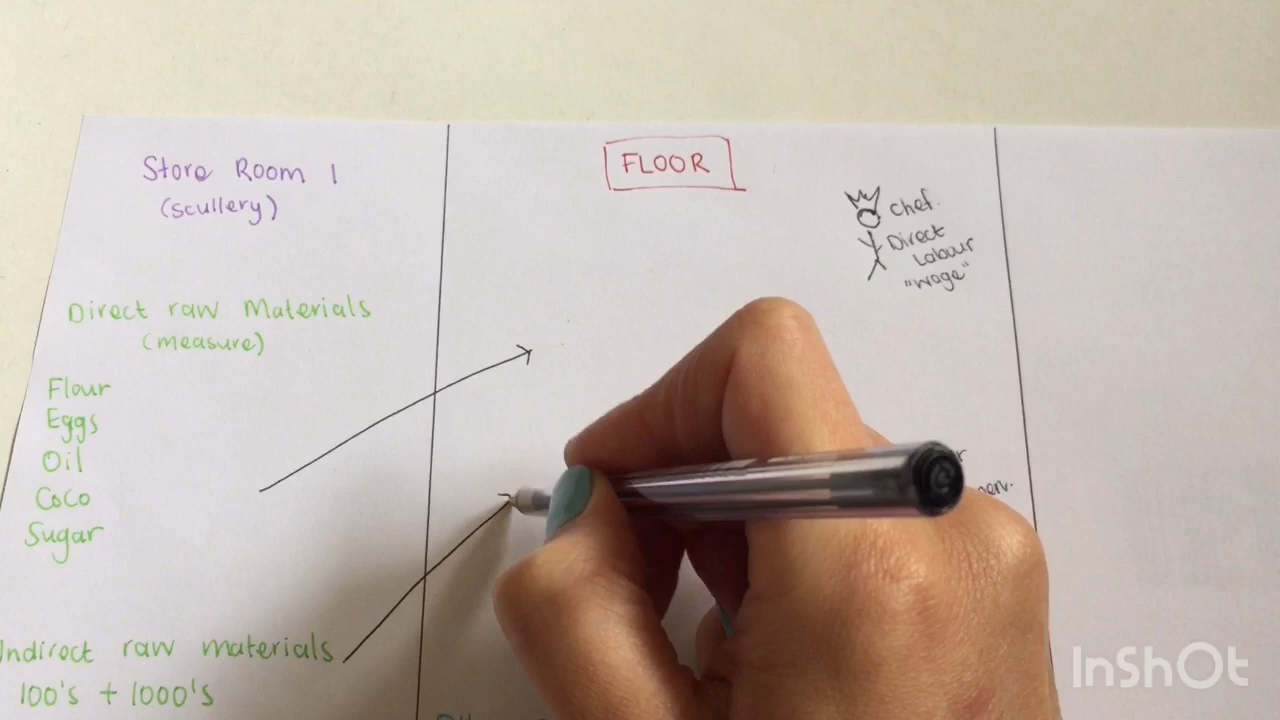 Store Room 1
(scullery)
Direct raw Materials
(measure)
Flour
Eggs
Oil
Coco
Sugar
Indirect raw materials
100's + 1000's
FLOOR
chef.
Direct
Labour
"wage"
InShOt